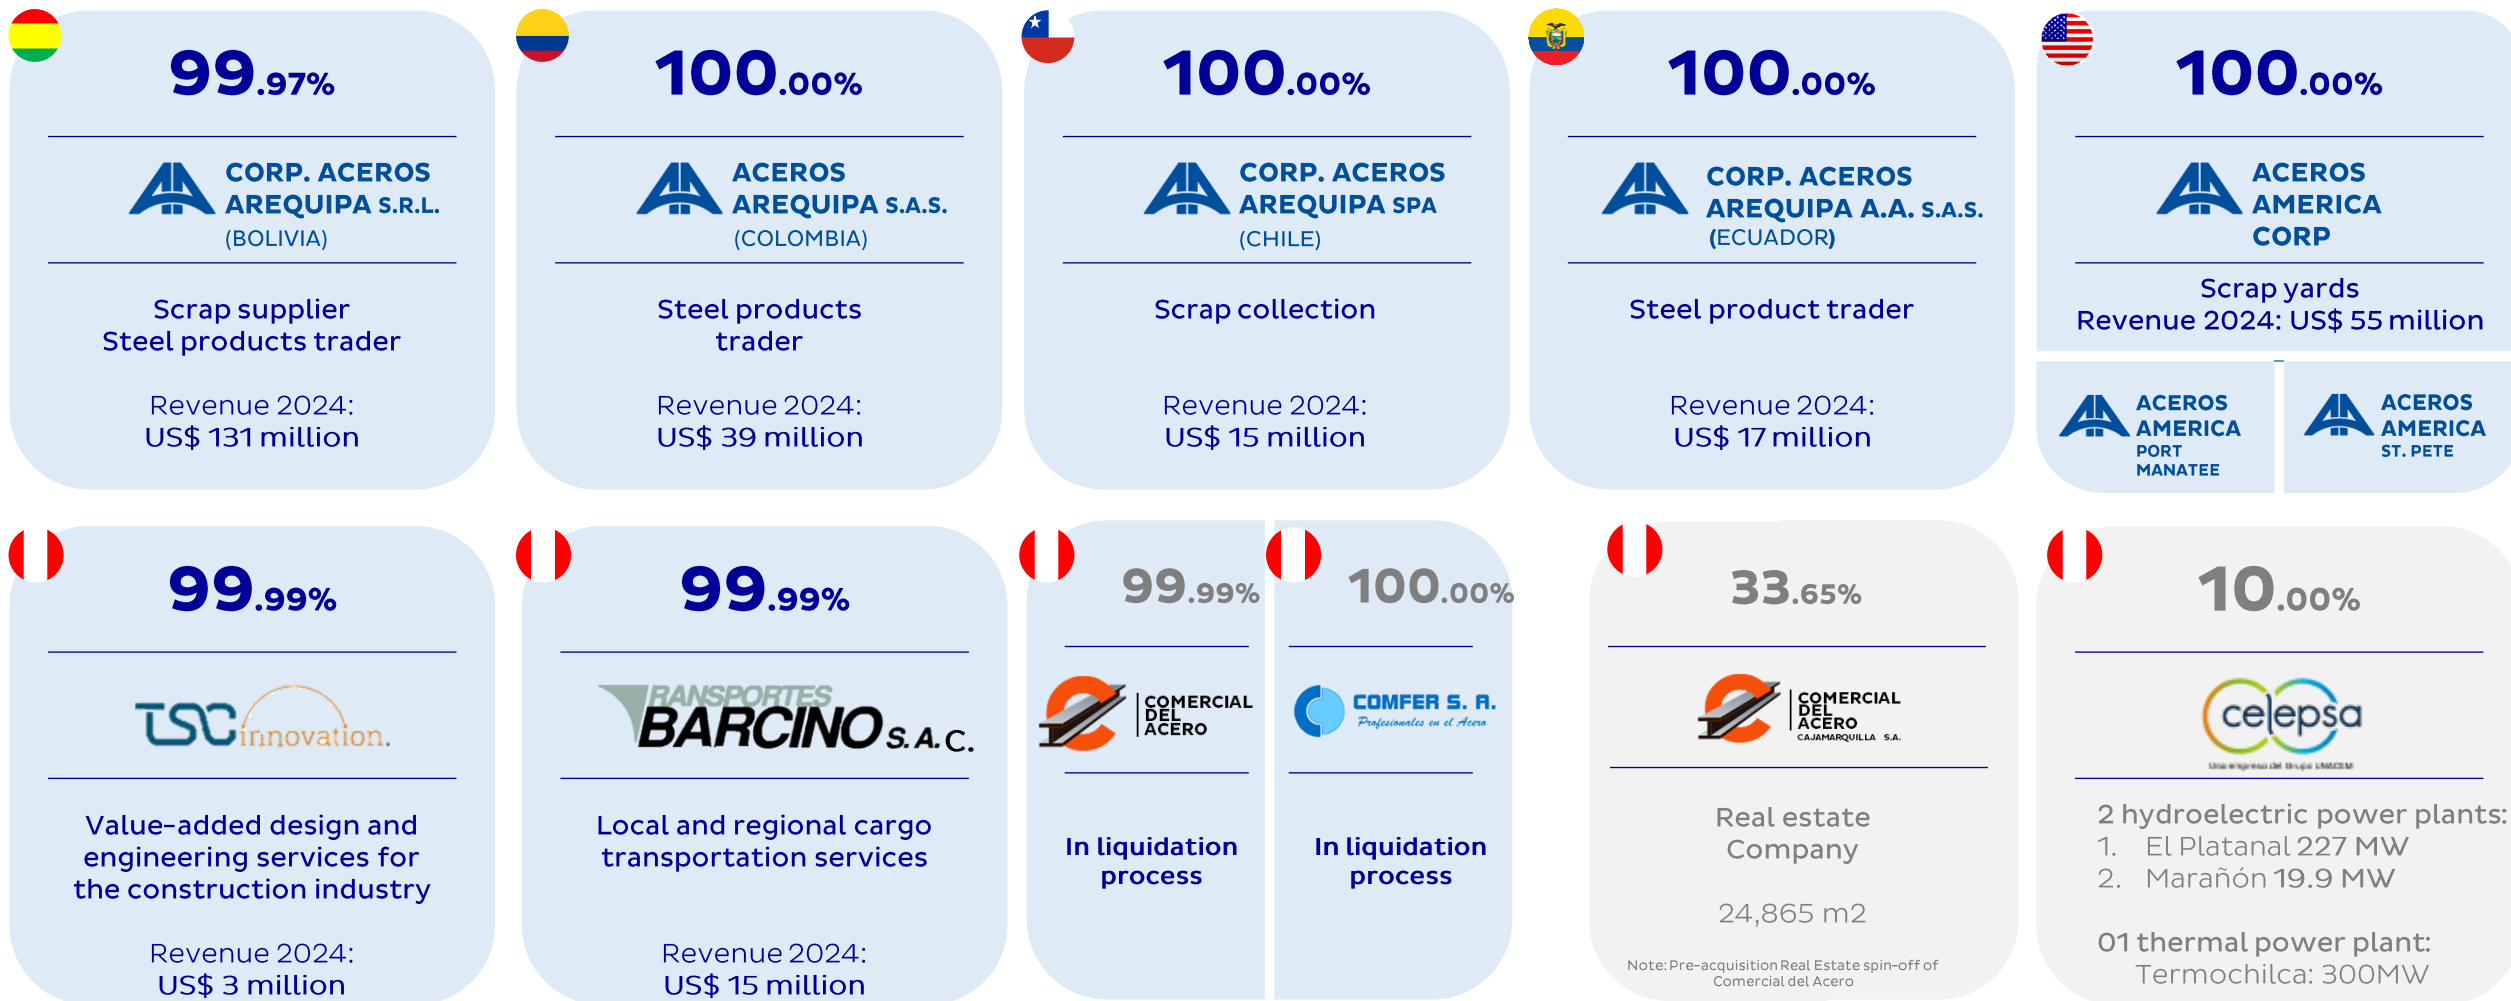 99.97%
CORP. ACEROS
AREQUIPA S.R.L.
(BOLIVIA)
Scrap supplier
Steel products trader
Revenue 2024:
US$ 131 million
100.00%
ACEROS
AREQUIPA S.A.S.
(COLOMBIA)
Steel products
trader
Revenue 2024:
US$ 39 million
100.00%
CORP. ACEROS
AREQUIPA SPA
(CHILE)
Scrap collection
Revenue 2024:
US$ 15 million
100.00%
CORP. ACEROS
AREQUIPA A.A. S.A.S.
(ECUADOR)
Steel product trader
Revenue 2024:
US$ 17 million
100.00%
ACEROS
AMERICA
CORP
Scrap yards
Revenue 2024: US$ 55 million
ACEROS
AMERICA
PORT
MANATEE
ACEROS
AMERICA
ST. PETE
99.99%
TSC innovation.
Value-added design and
engineering services for
the construction industry
Revenue 2024:
US$ 3 million
99.99%
TRANSPORTES
BARCINO S.A.C.
Local and regional cargo
transportation services
Revenue 2024:
US$ 15 million
99.99%
COMERCIAL
DEL
ACERO
In liquidation
process
100.00%
COMFER S. A.
Profesionales en el Acero
In liquidation
process
33.65%
COMERCIAL
DEL
ACERO
CAJAMARQUILLA S.A.
Real estate
Company
24,865 m2
Note: Pre-acquisition Real Estate spin-off of
Comercial del Acero
10.00%
celepsa
Una empresa del Grupo UNACEM
2 hydroelectric power plants:
1. El Platanal 227 MW
2. Marañón 19.9 MW
01 thermal power plant:
Termochilca: 300MW